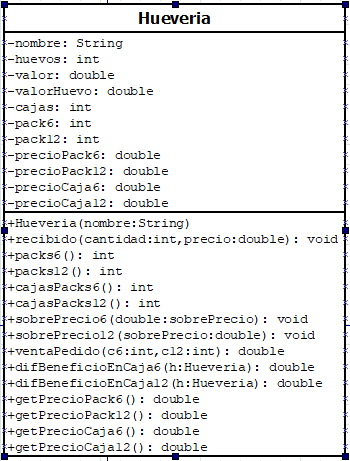 Hueveria
-nombre: String
-huevos: int
-valor: double
-valorHuevo: double
-cajas: int
-pack6: int
-pack12: int
-precioPack6: double
-precioPack12: double
-precioCaja6: double
-precioCaja12: double
+Hueveria(nombre:String)
+recibido(cantidad:int,precio:double): void
+packs6(): int
+packs12(): int
+cajasPacks6(): int
+cajasPacks12(): int
+sobrePrecio6(double:sobrePrecio): void
+sobrePrecio12(sobrePrecio:double): void
+ventaPedido(c6:int,c12:int): double
+difBeneficioEnCaja6(h:Hueveria): double
+difBeneficioEnCaja12(h:Hueveria): double
+getPrecioPack6(): double
+getPrecioPack12(): double
+getPrecioCaja6(): double
+getPrecioCaja12(): double